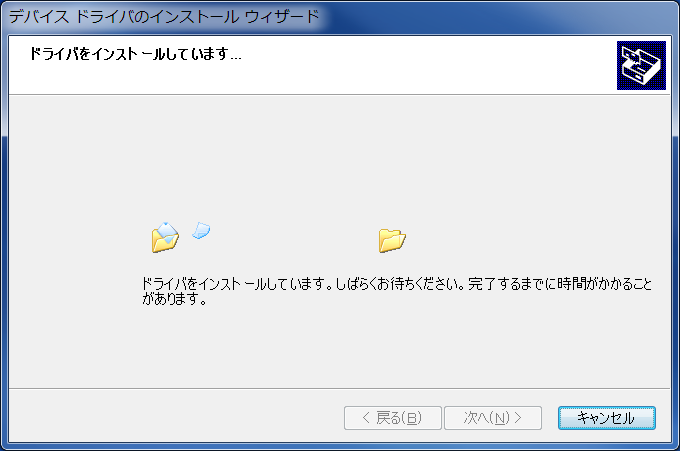 デバイス ドライバのインストール ウィザード
ドライバをインストールしています...
ドライバをインストールしています。しばらくお待ちください。完了するまでに時間がかかること
があります。
< 戻る(B)
次へ(N) >
キャンセル